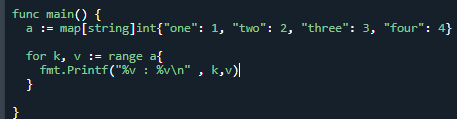 func main() {
  a := map[string]int{"one": 1, "two": 2, "three": 3, "four": 4}
  for k, v := range a{
    fmt.Printf("%v : %v\n" , k,v)
  }
}